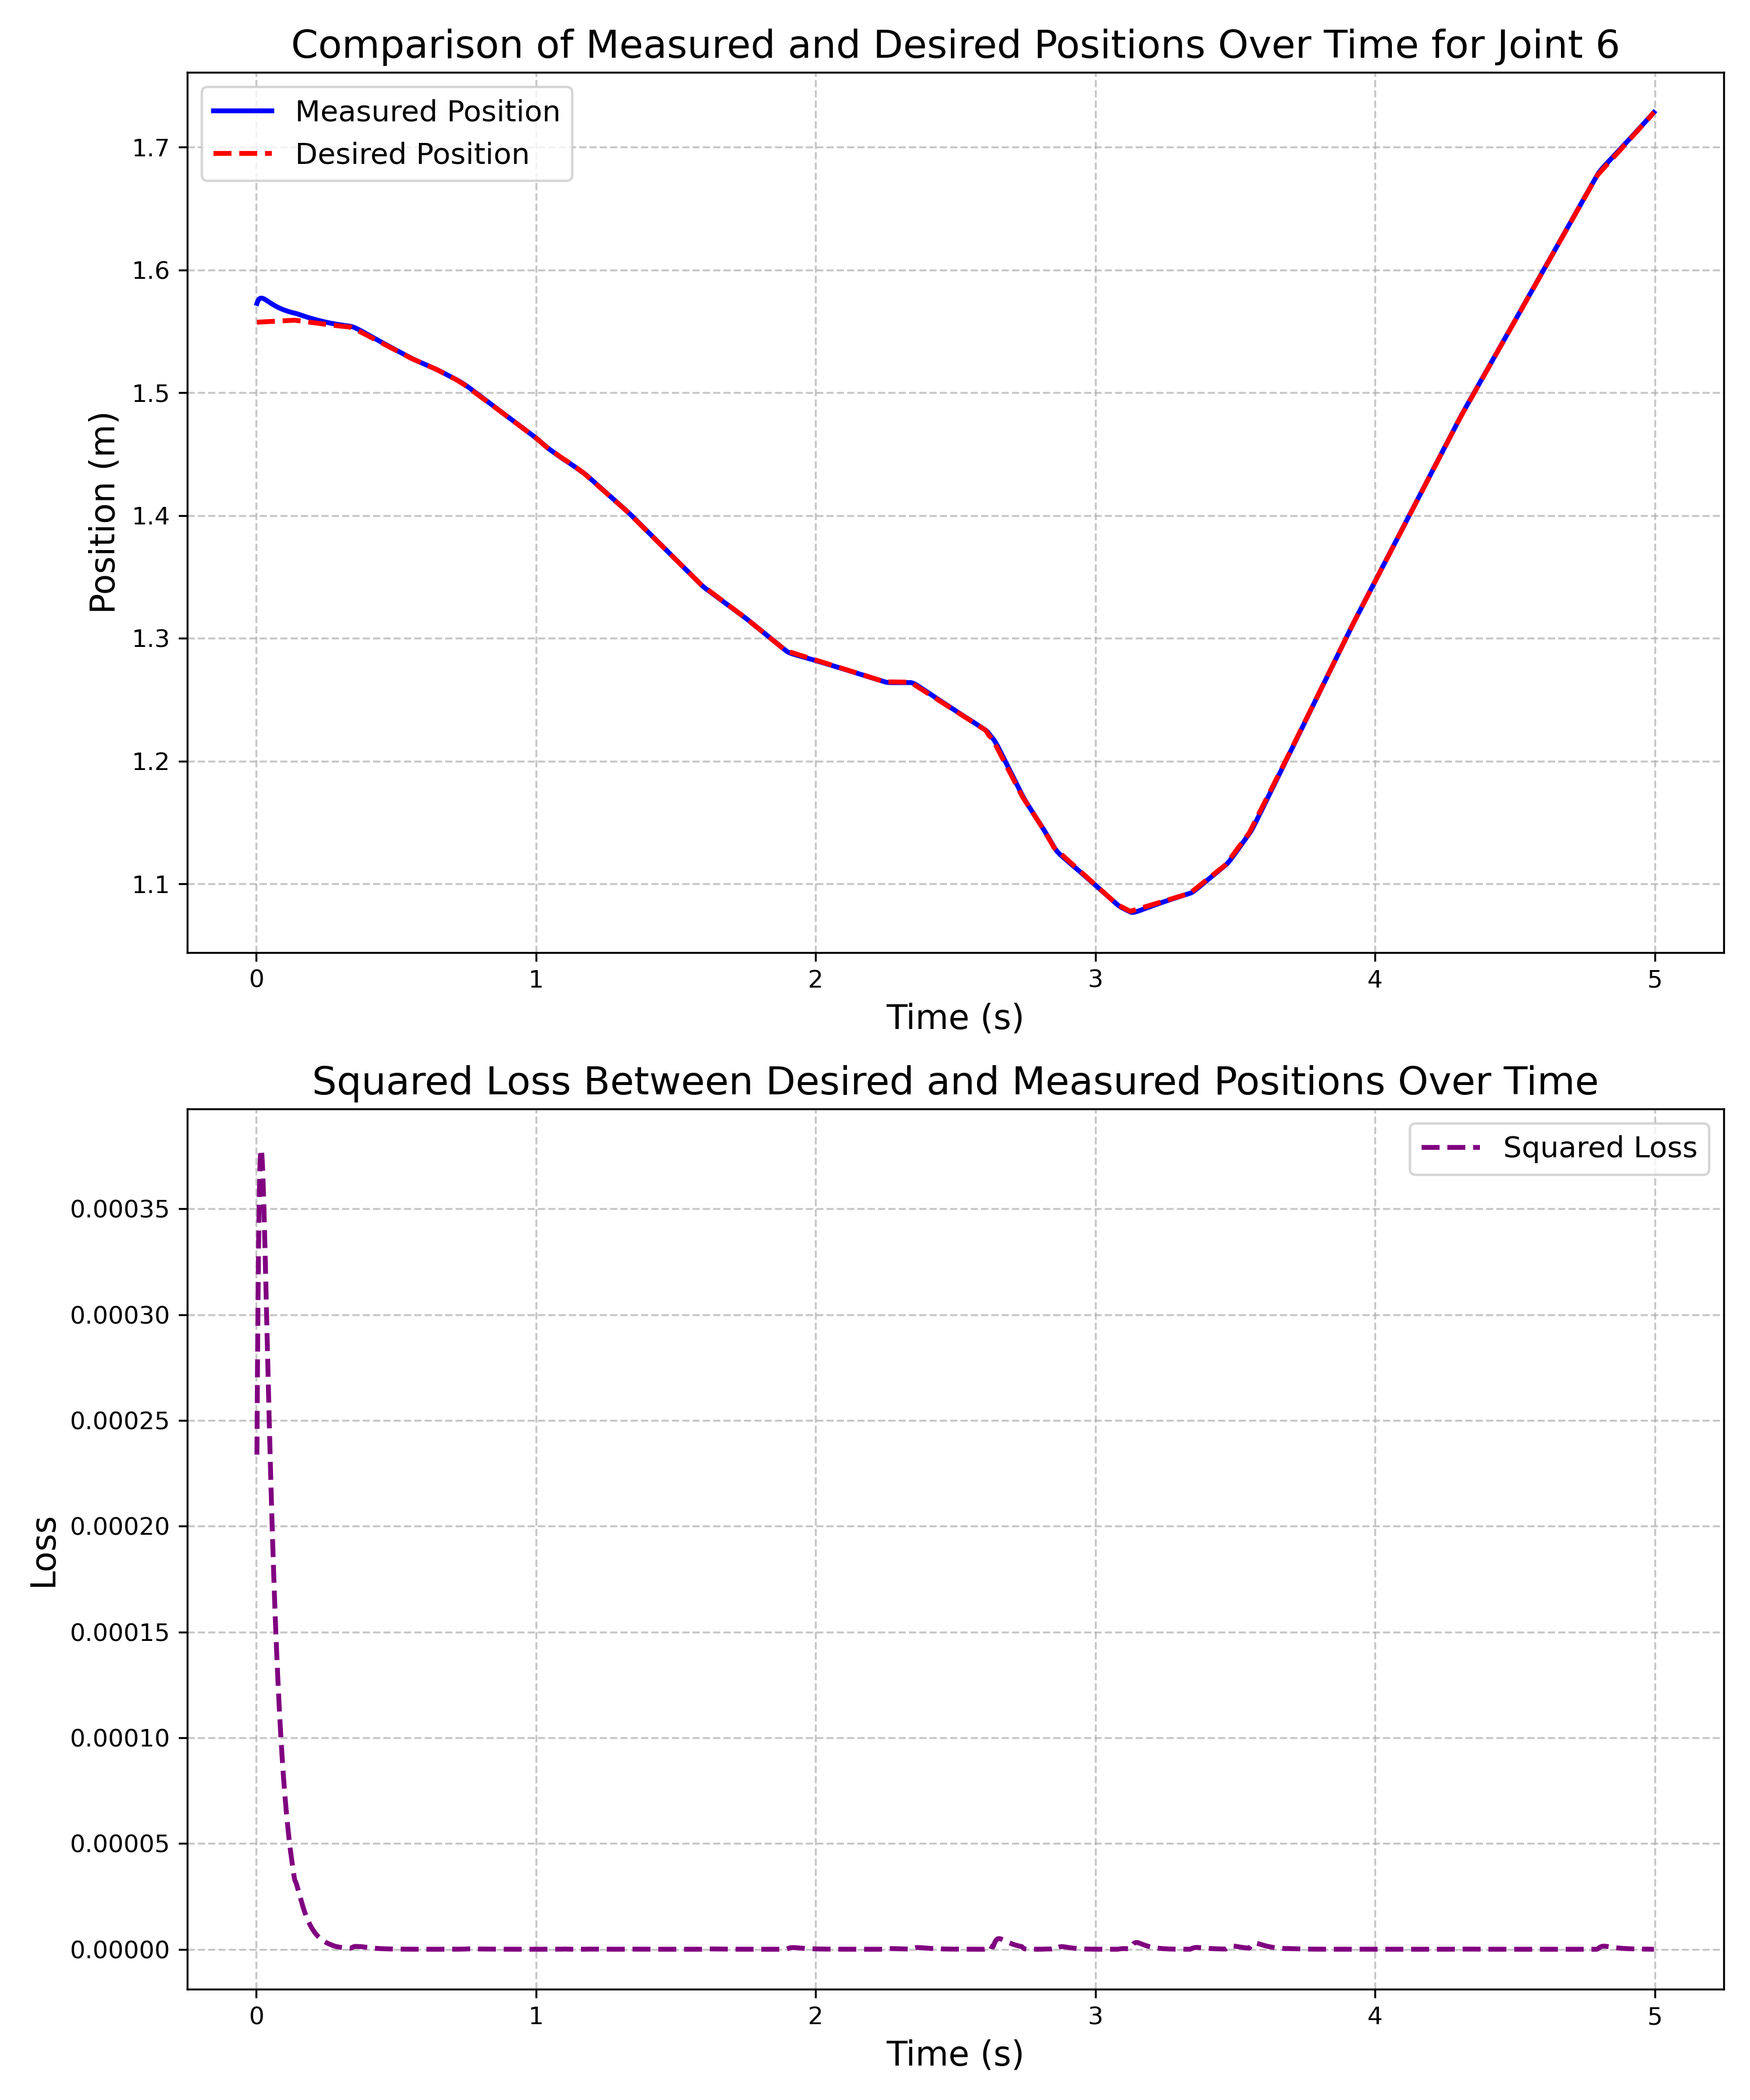 Comparison of Measured and Desired Positions Over Time for Joint 6
Measured Position
Desired Position
Position (m)
1.7
1.6
1.5
1.4
1.3
1.2
1.1
0 1 2 3 4 5
Time (s)
Squared Loss Between Desired and Measured Positions Over Time
Squared Loss
Loss
0.00035
0.00030
0.00025
0.00020
0.00015
0.00010
0.00005
0.00000
0 1 2 3 4 5
Time (s)